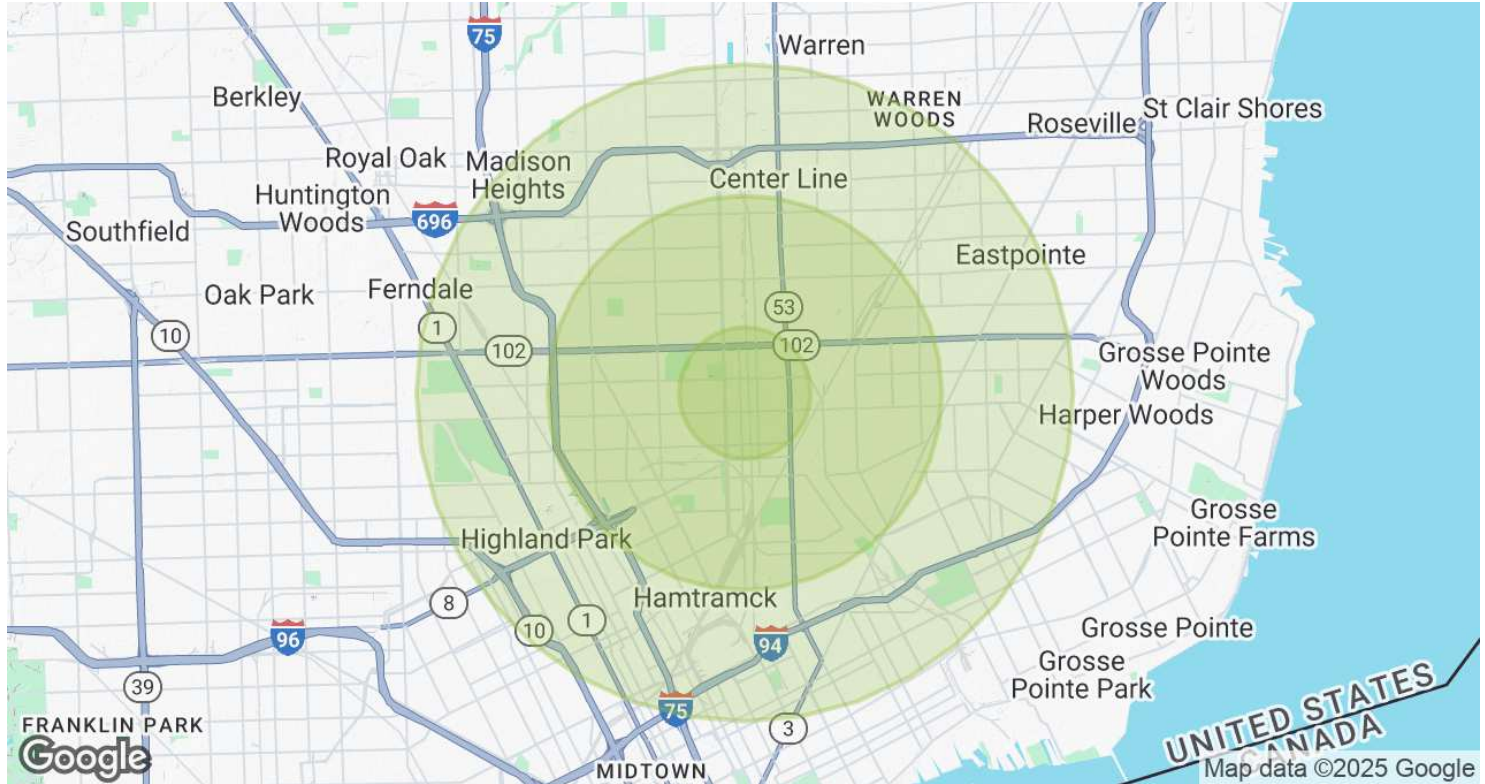 75
Warren
Berkley
WARREN
WOODS
St Clair Shores
Roseville
Royal Oak
Madison
Heights
Center Line
Huntington
Woods
696
Southfield
Eastpointe
Oak Park
Ferndale
53
1
10
102
102
Grosse Pointe
Woods
Harper Woods
Grosse
Pointe Farms
Highland Park
Hamtramck
8
1
10
96
94
Grosse Pointe
Grosse
Pointe Park
39
75
3
FRANKLIN PARK
UNITED STATES
CANADA
Google
MIDTOWN
Map data ©2025 Google